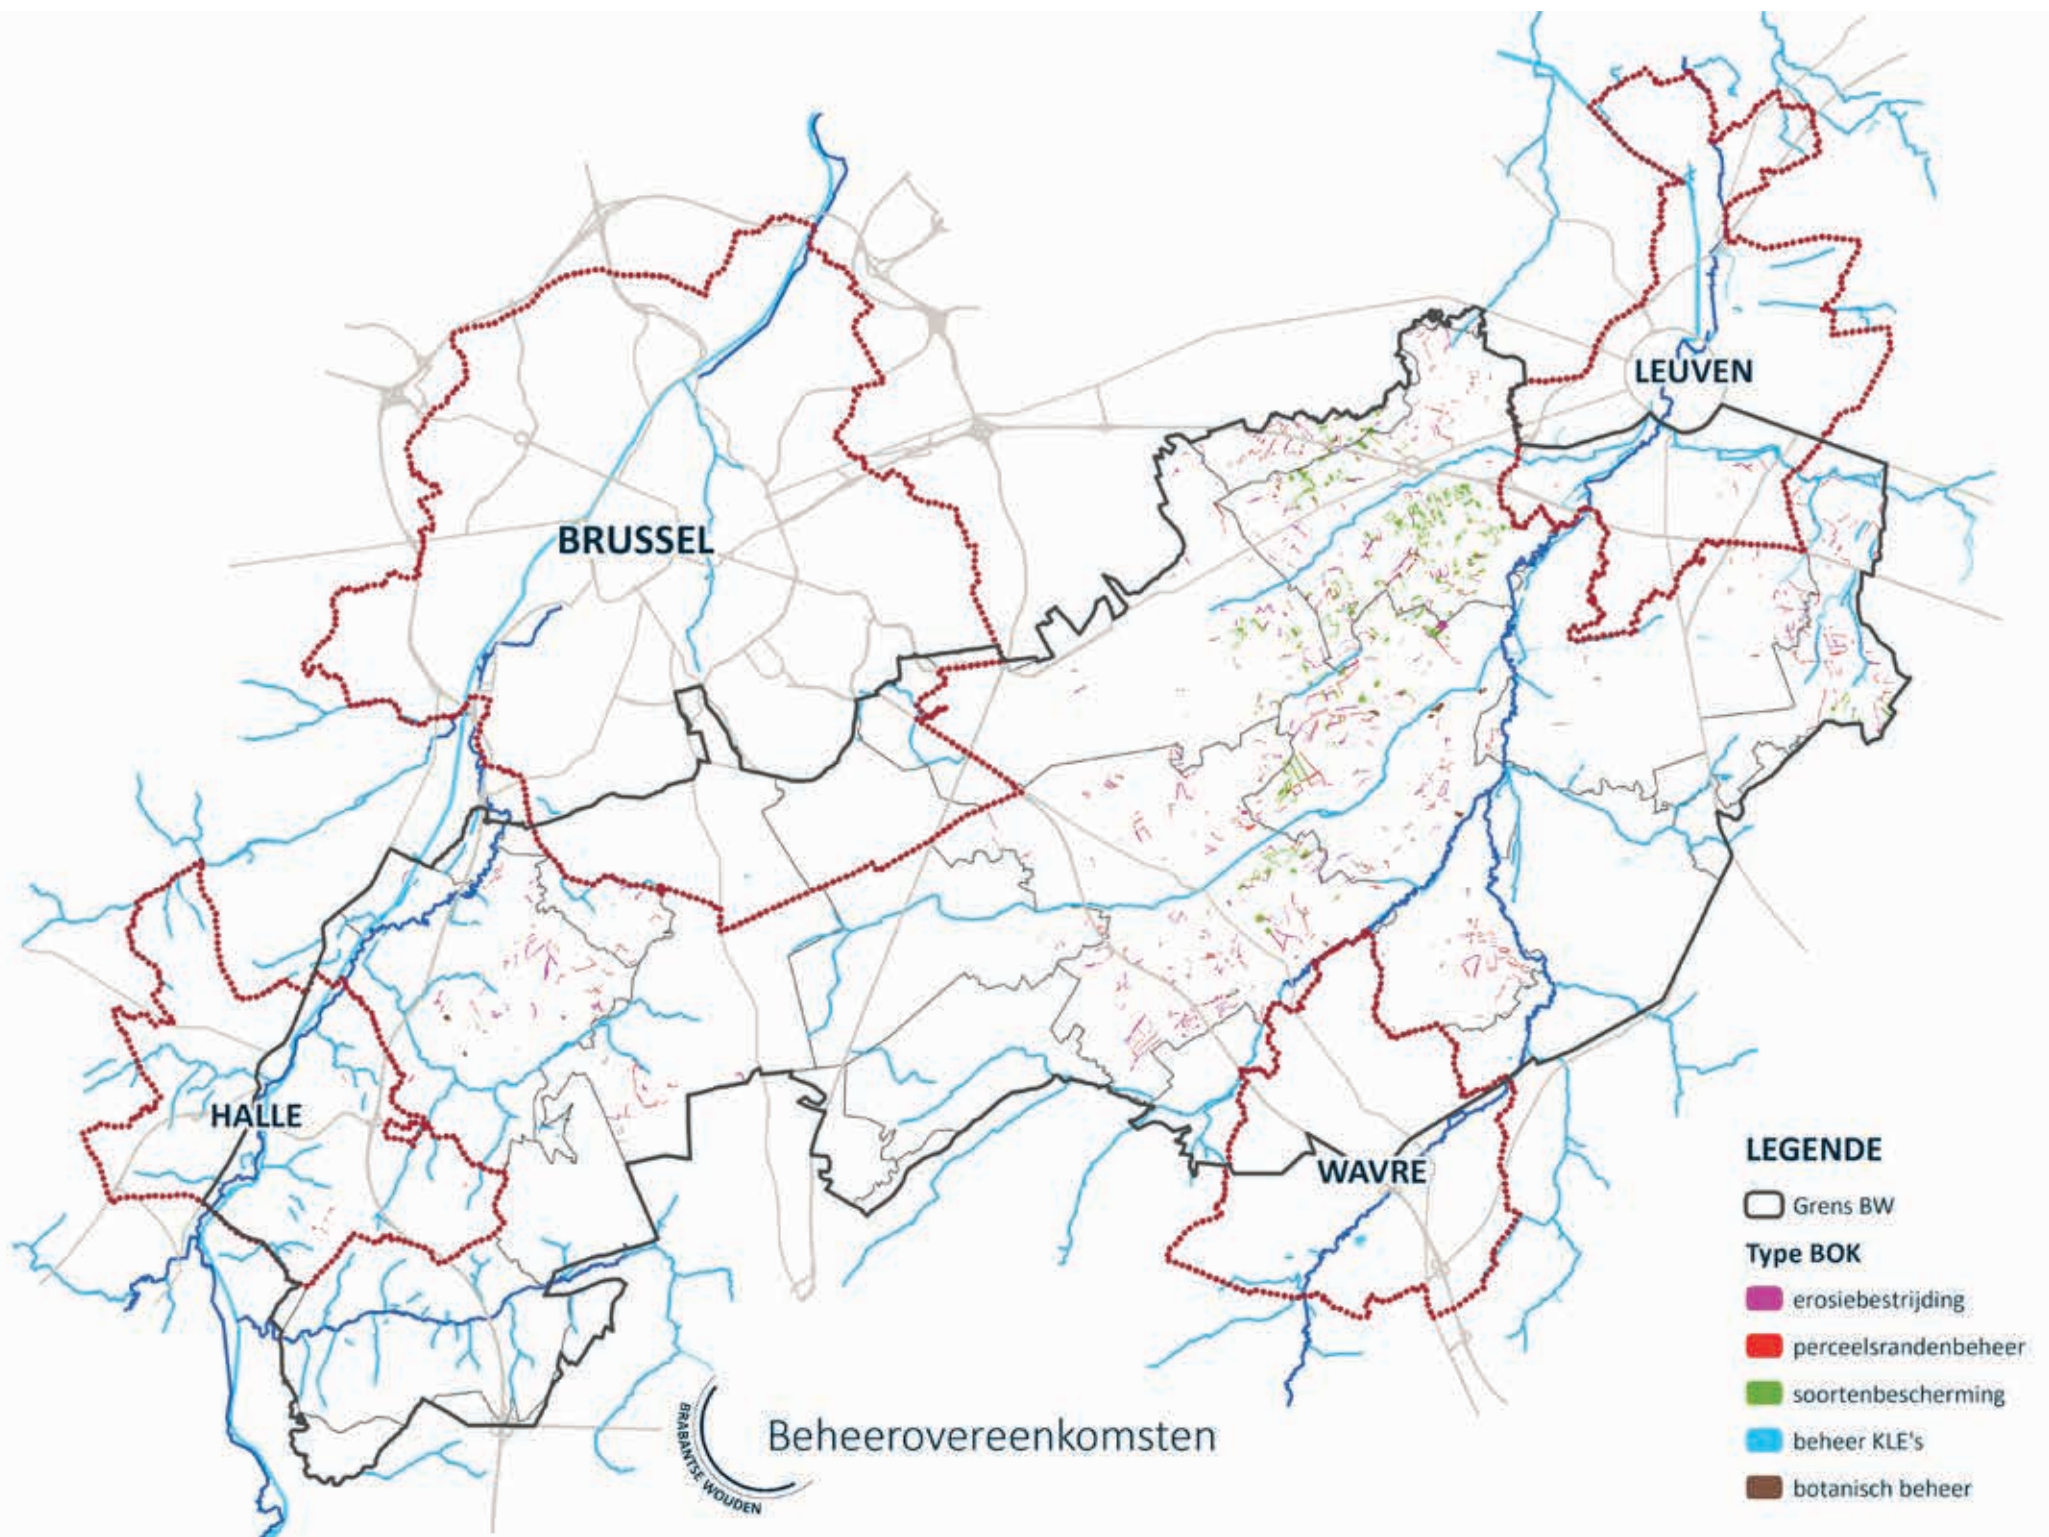 LEUVEN
BRUSSEL
HALLE
WAVRE
LEGENDE
Grens BW
Type BOK
erosiebestrijding
perceelsrandenbeheer
soortenbescherming
beheer KLE's
botanisch beheer
BRABANTSE WOUDEN
Beheerovereenkomsten